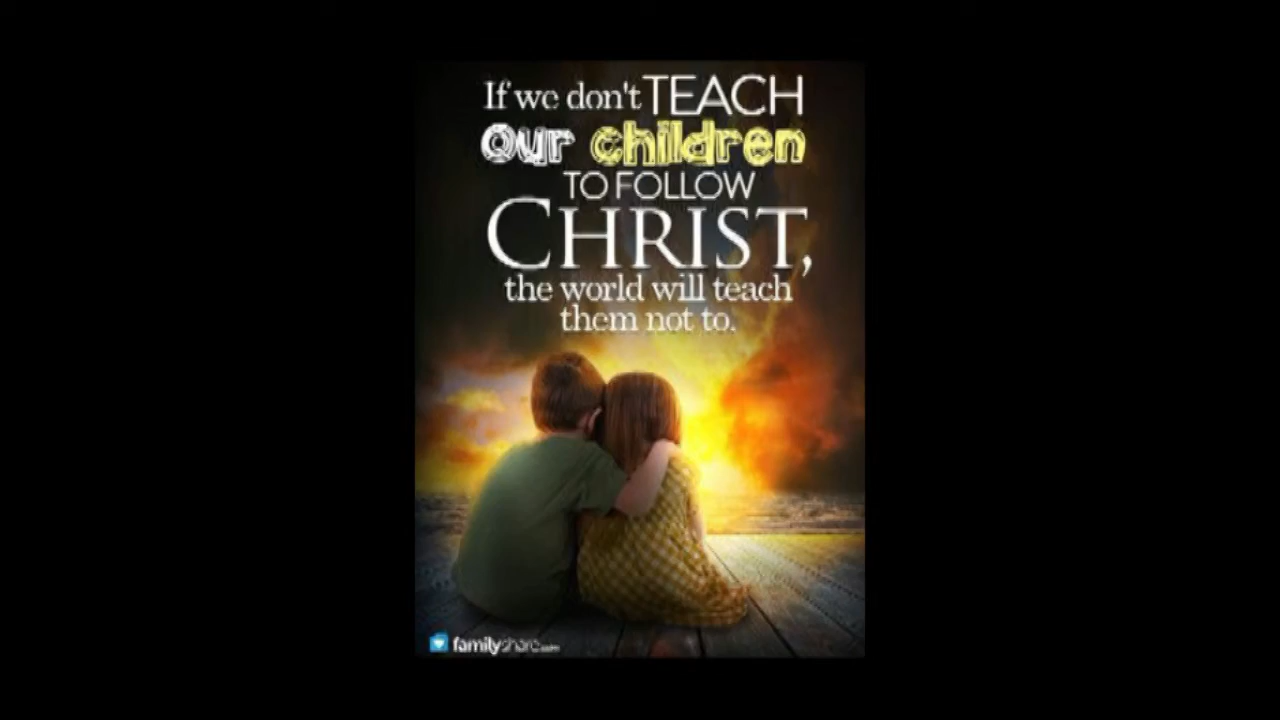 If we don't TEACH
Our children
TO FOLLOW
CHRIST,
the world will teach
them not to.
familyshare.com